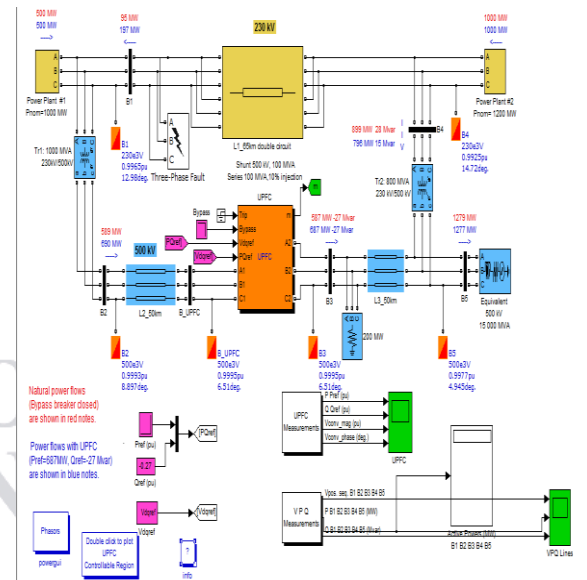 500 MW
500 MW
95 MW
197 MW
230 kV
1000 MW
1000 MW
A
B
C
Power Plant #1
Pnom=1000 MW
B1
A
B
C
Power Plant #2
Pnom= 1200 MW
L1_65km double circuit
Shunt 500 kV, 100 MVA
Series 100 MVA,10% injection
A
B
C
Three-Phase Fault
Tr1: 1000 MVA
230kV/500kV
B1
230e3V
0.9965pu
12.98deg.
899 MW 28 Mvar
796 MW 15 Mvar
B4
B4
230e3V
0.9925pu
14.72deg.
Tr2: 800 MVA
230 kV/500 kV
m
UPFC
Bypass
Trip
Bypass
Vdqref
PQref
UPFC
A1
B1
C1
m
A2
B2
C2
[PQref]
[Vdqref]
589 MW
690 MW
500 kV
B2
L2_50km
B_UPFC
587 MW -27 Mvar
687 MW -27 Mvar
B3
L3_50km
1279 MW
1277 MW
B5
A
B
C
Equivalent
500 kV
15 000 MVA
200 MW
B2
500e3V
0.9993pu
8.897deg.
B_UPFC
500e3V
0.9995pu
6.51deg.
B3
500e3V
0.9995pu
6.51deg.
B5
500e3V
0.9977pu
4.945deg.
Natural power flows
(Bypass breaker closed)
are shown in red notes.
Power flows with UPFC
(Pref=687MW, Qref=-27 Mvar)
are shown in blue notes.
Pref (pu)
-0.27
Qref (pu)
[PQref]
Vdqref
Vdqref
[Vdqref]
UPFC
Measurements
P Pref (pu)
Q Qref (pu)
Vconv_mag (pu)
Vconv_phase (deg.)
UPFC
V P Q
Measurements
Vpos. seq. B1 B2 B3 B4 B5
P B1 B2 B3 B4 B5 (MW)
Q B1 B2 B3 B4 B5 (Mvar)
B1 B2 B3 B4 B5
VPQ Lines
Phasors
powergui
Double click to plot
UPFC
Controllable Region
?
info